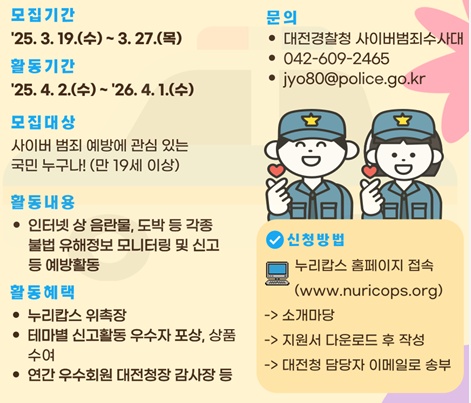 모집기간
'25. 3. 19.(수) ~ 3. 27.(목)
활동기간
'25. 4. 2.(수) ~ '26. 4. 1.(수)
모집대상
사이버 범죄 예방에 관심 있는
국민 누구나! (만 19세 이상)
활동내용
• 인터넷 상 음란물, 도박 등 각종
불법 유해정보 모니터링 및 신고
등 예방활동
활동혜택
• 누리캅스 위촉장
• 테마별 신고활동 우수자 포상, 상품
수여
• 연간 우수회원 대전청장 감사장 등
문의
• 대전경찰청 사이버범죄수사대
• 042-609-2465
• jyo80@police.go.kr
신청방법
누리캅스 홈페이지 접속
(www.nuricops.org)
-> 소개마당
-> 지원서 다운로드 후 작성
-> 대전청 담당자 이메일로 송부